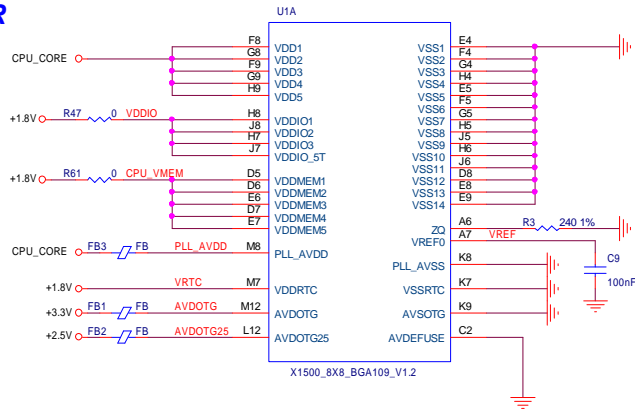 R
U1A
CPU_CORE
F8 VDD1
G8 VDD2
F9 VDD3
G9 VDD4
H9 VDD5
+1.8V R47 0 VDDIO
H8 VDDIO1
J8 VDDIO2
H7 VDDIO3
J7 VDDIO_5T
+1.8V R61 0 CPU_VMEM
D5 VDDMEM1
D6 VDDMEM2
E6 VDDMEM3
D7 VDDMEM4
E7 VDDMEM5
CPU_CORE FB3 FB PLL_AVDD M8 PLL_AVDD
+1.8V VRTC M7 VDDRTC
+3.3V FB1 FB AVDOTG M12 AVDOTG
+2.5V FB2 FB AVDOTG25 L12 AVDOTG25
VSS1 E4
VSS2 F4
VSS3 G4
VSS4 H4
VSS5 E5
VSS6 F5
VSS7 G5
VSS8 H5
VSS9 J5
VSS10 H6
VSS11 J6
VSS12 D8
VSS13 E8
VSS14 E9
ZQ A6 R3 240 1%
VREF0 A7 VREF
C9
100nF
PLL_AVSS K8
VSSRTC K7
AVSOTG K9
AVDEFUSE C2
X1500_8X8_BGA109_V1.2